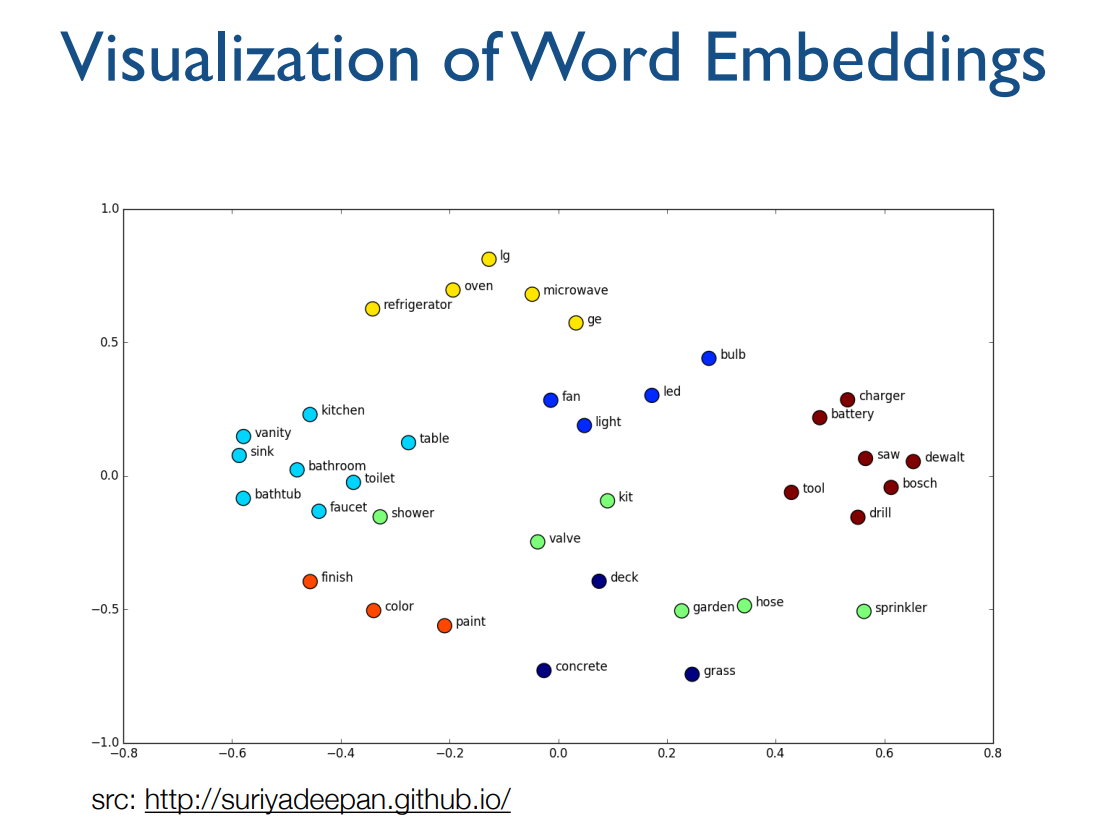 Visualization of Word Embeddings
1.0
lg
oven
microwave
refrigerator
ge
0.5
bulb
fan
led
charger
light
battery
kitchen
vanity
table
sink
saw
dewalt
bathroom
0.0
toilet
tool
bosch
bathtub
kit
faucet
shower
drill
valve
finish
deck
color
garden
hose
sprinkler
−0.5
paint
concrete
grass
−1.0
−0.8 −0.6 −0.4 −0.2 0.0 0.2 0.4 0.6 0.8
src: http://suriyadeepan.github.io/